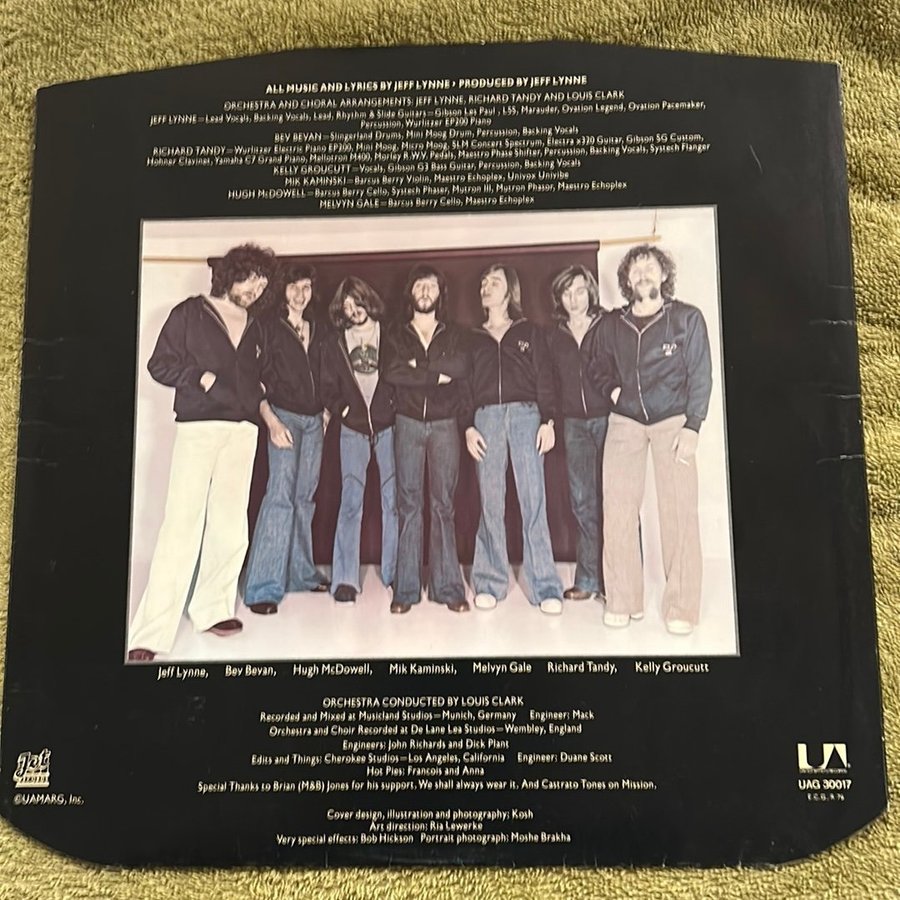 ALL MUSIC AND LYRICS BY JEFF LYNNE · PRODUCED BY JEFF LYNNE
ORCHESTRA AND CHORAL ARRANGEMENTS: JEFF LYNNE, RICHARD TANDY AND LOUIS CLARK
JEFF LYNNE=Lead Vocals, Backing Vocals, Lead, Rhythm & Slide Guitars=Gibson Les Paul, L5S, Marauder, Ovation Legend, Ovation Pacemaker,
Percussion, Wurlitzer EP200 Piano
BEV BEVAN=Slingerland Drums, Mini Moog Drum, Percussion, Backing Vocals
RICHARD TANDY=Wurlitzer Electric Piano EP200, Mini Moog, Micro Moog, SLM Concert Spectrum, Electra x320 Guitar, Gibson SG Custom,
Hohner Clavinet, Yamaha C7 Grand Piano, Mellotron M400, Morley R.W.V. Pedals, Maestro Phase Shifter, Percussion, Backing Vocals, Systech Flanger
KELLY GROUCUTT=Vocals, Gibson G3 Bass Guitar, Percussion, Backing Vocals
MIK KAMINSKI=Barcus Berry Violin, Maestro Echoplex, Univox Univibe
HUGH McDOWELL=Barcus Berry Cello, Systech Phaser, Mutron III, Mutron Phasor, Maestro Echoplex
MELVYN GALE=Barcus Berry Cello, Maestro Echoplex
Jeff Lynne, Bev Bevan, Hugh McDowell, Mik Kaminski, Melvyn Gale Richard Tandy, Kelly Groucutt
ORCHESTRA CONDUCTED BY LOUIS CLARK
Recorded and Mixed at Musicland Studios=Munich, Germany Engineer: Mack
Orchestra and Choir Recorded at De Lane Lea Studios=Wembley, England
Engineers: John Richards and Dick Plant
Edits and Things: Cherokee Studios=Los Angeles, California Engineer: Duane Scott
Hot Pies: Francois and Anna
Special Thanks to Brian (M&B) Jones for his support. We shall always wear it. And Castrato Tones on Mission.
Jet
RECORDS
©UAMARG, Inc.
UA
UAG 30017
E.C.G.R. 76
Cover design, illustration and photography: Kosh
Art direction: Ria Lewerke
Very special effects: Bob Hickson Portrait photograph: Moshe Brakha